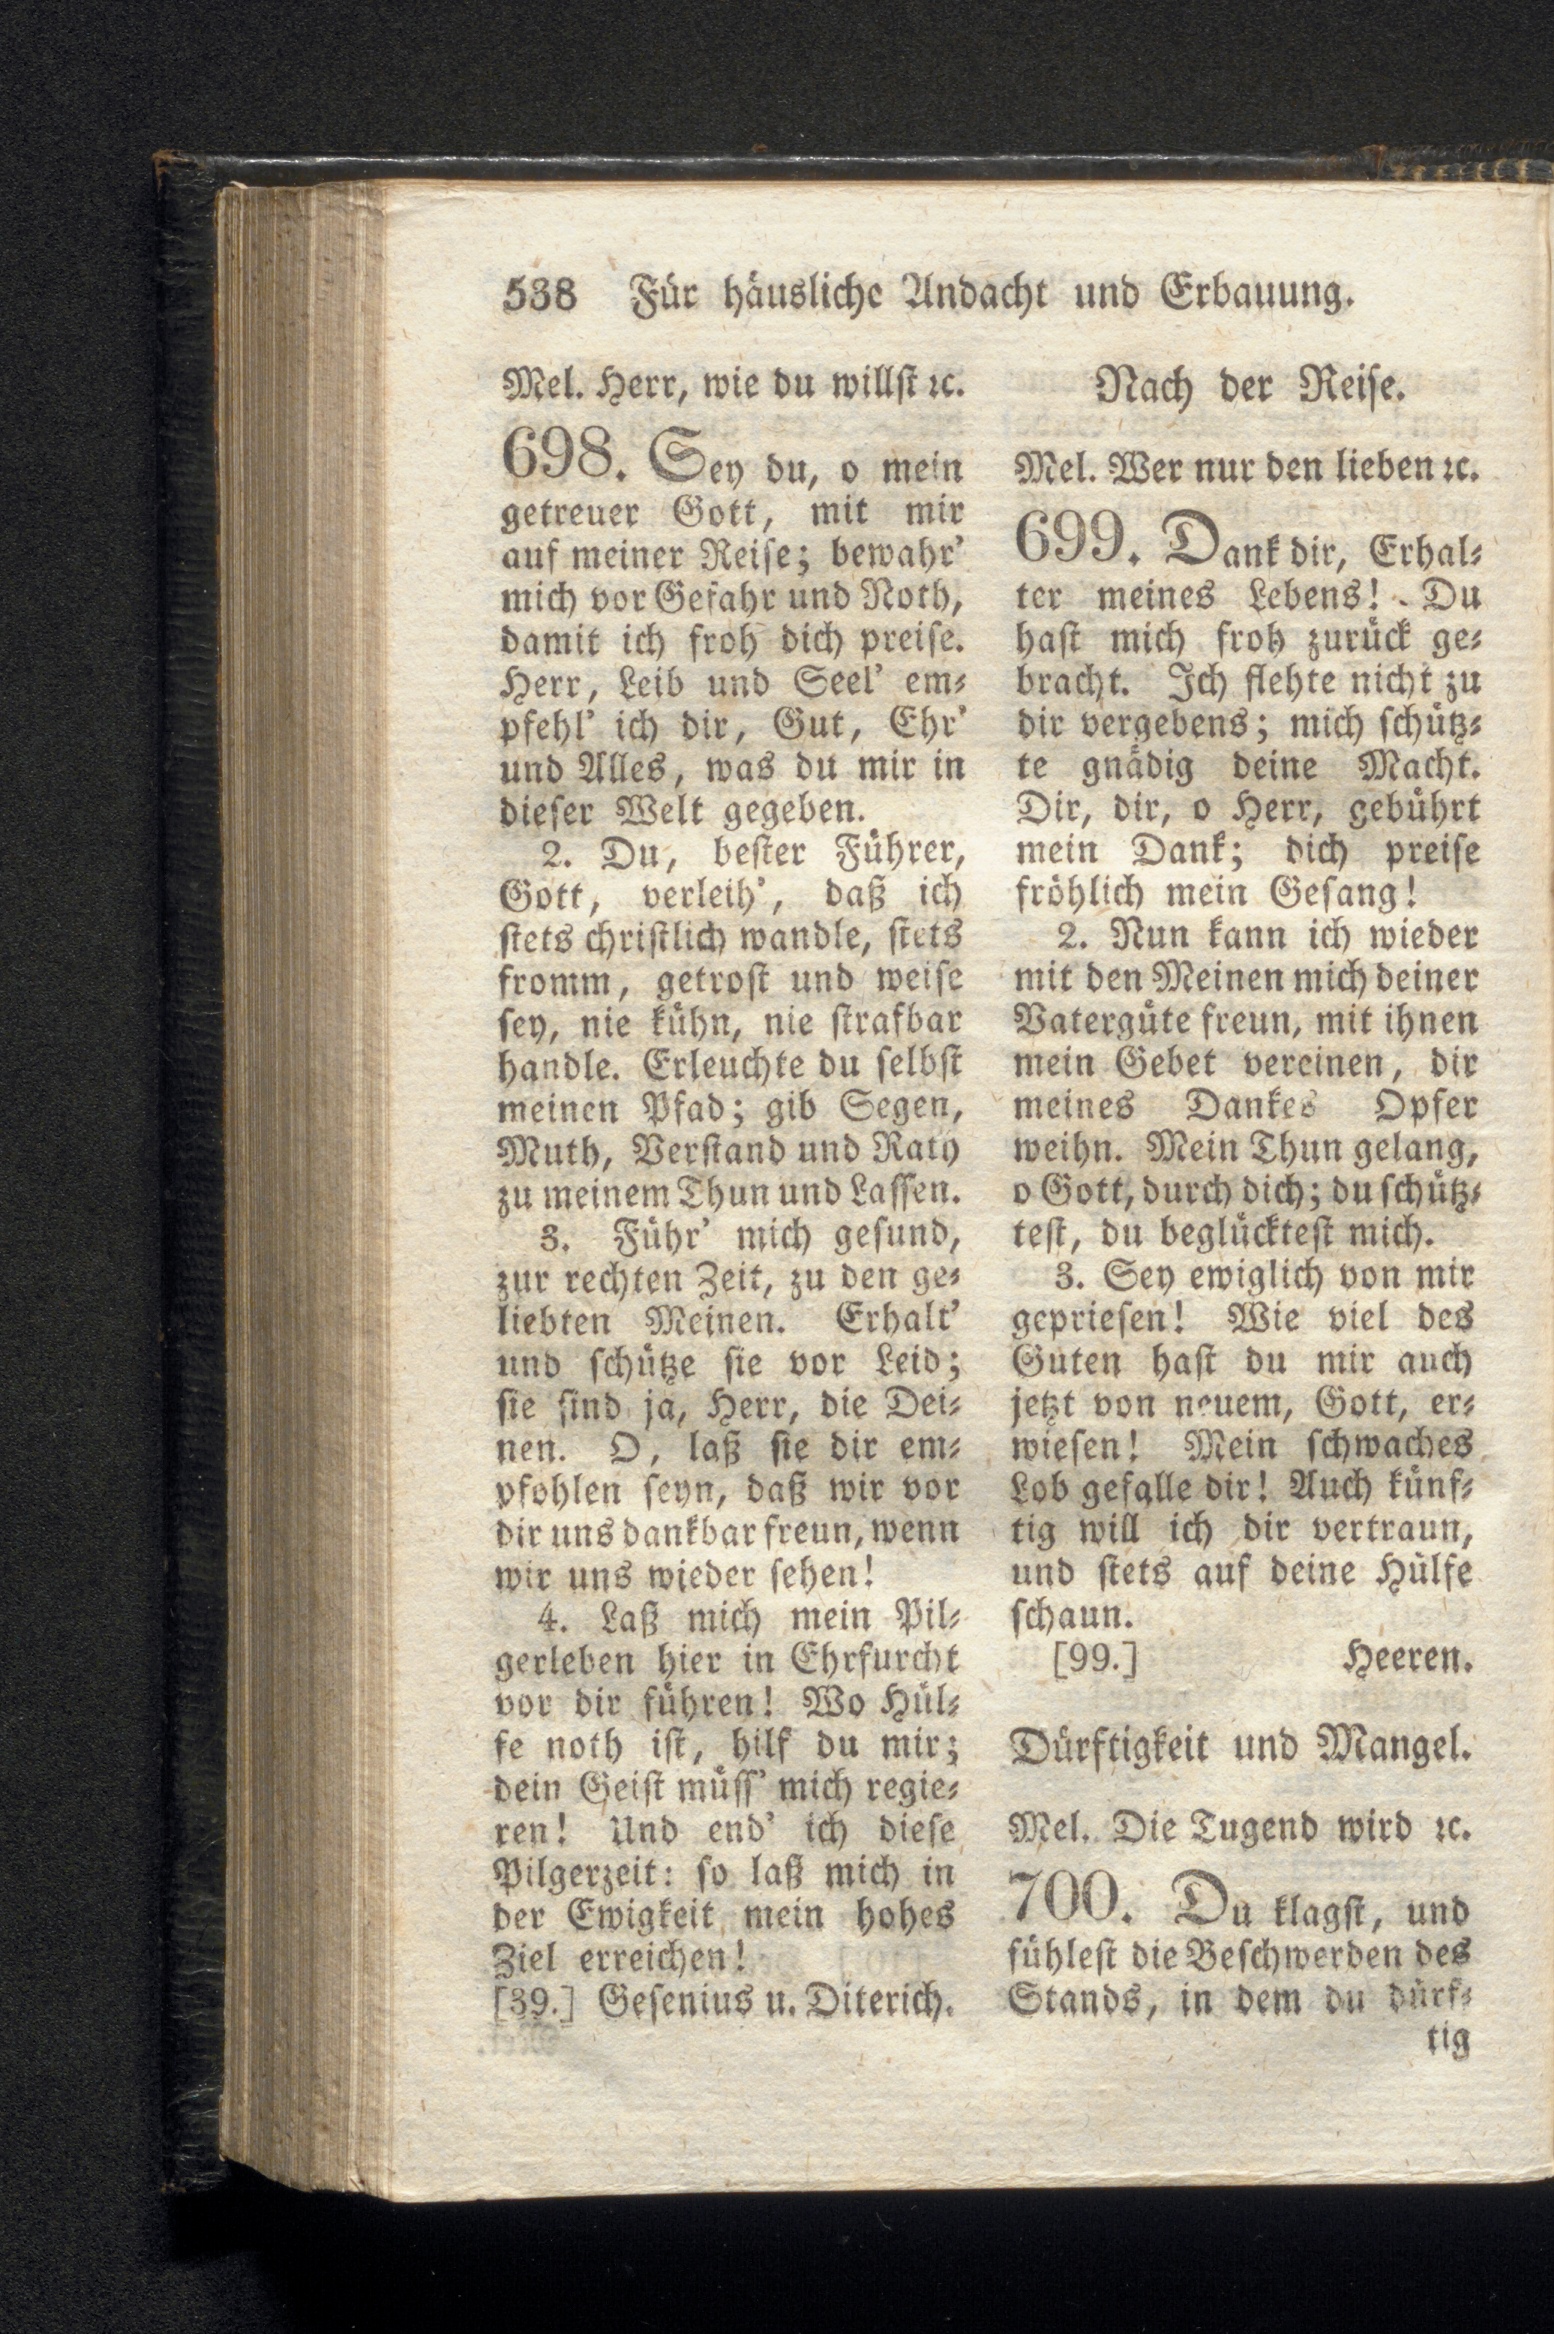 538 Für häusliche Andacht und Erbauung.
Mel. Herr, wie du willst ꝛc.
698. Sey du, o mein
getreuer Gott, mit mir
auf meiner Reise; bewahr'
mich vor Gefahr und Noth,
damit ich froh dich preise.
Herr, Leib und Seel' em-
pfehl' ich dir, Gut, Ehr'
und Alles, was du mir in
dieser Welt gegeben.
2. Du, bester Führer,
Gott, verleih', daß ich
stets christlich wandle, stets
fromm, getrost und weise
sey, nie kühn, nie strafbar
handle. Erleuchte du selbst
meinen Pfad; gib Segen,
Muth, Verstand und Rath
zu meinem Thun und Lassen.
3. Führ' mich gesund,
zur rechten Zeit, zu den ge-
liebten Meinen. Erhalt'
und schütze sie vor Leid;
sie sind ja, Herr, die Dei-
nen. O, laß sie dir em-
pfohlen seyn, daß wir vor
dir uns dankbar freun, wenn
wir uns wieder sehen!
4. Laß mich mein Pil-
gerleben hier in Ehrfurcht
vor dir führen! Wo Hül-
fe noth ist, hilf du mir;
dein Geist müss' mich regie-
ren! Und end' ich diese
Pilgerzeit: so laß mich in
der Ewigkeit mein hohes
Ziel erreichen!
[39.] Gesenius u. Diterich.
Nach der Reise.
Mel. Wer nur den lieben ꝛc.
699. Dank dir, Erhal-
ter meines Lebens! Du
hast mich froh zurück ge-
bracht. Ich flehte nicht zu
dir vergebens; mich schütz-
te gnädig deine Macht.
Dir, dir, o Herr, gebührt
mein Dank; dich preise
fröhlich mein Gesang!
2. Nun kann ich wieder
mit den Meinen mich deiner
Vatergüte freun, mit ihnen
mein Gebet vereinen, dir
meines Dankes Opfer
weihn. Mein Thun gelang,
o Gott, durch dich; du schütz-
test, du beglücktest mich.
3. Sey ewiglich von mir
gepriesen! Wie viel des
Guten hast du mir auch
jetzt von neuem, Gott, er-
wiesen! Mein schwaches
Lob gefalle dir! Auch künf-
tig will ich dir vertraun,
und stets auf deine Hülfe
schaun.
[99.] Heeren.
Dürftigkeit und Mangel.
Mel. Die Tugend wird ꝛc.
700. Du klagst, und
fühlest die Beschwerden des
Stands, in dem du dürf-
tig